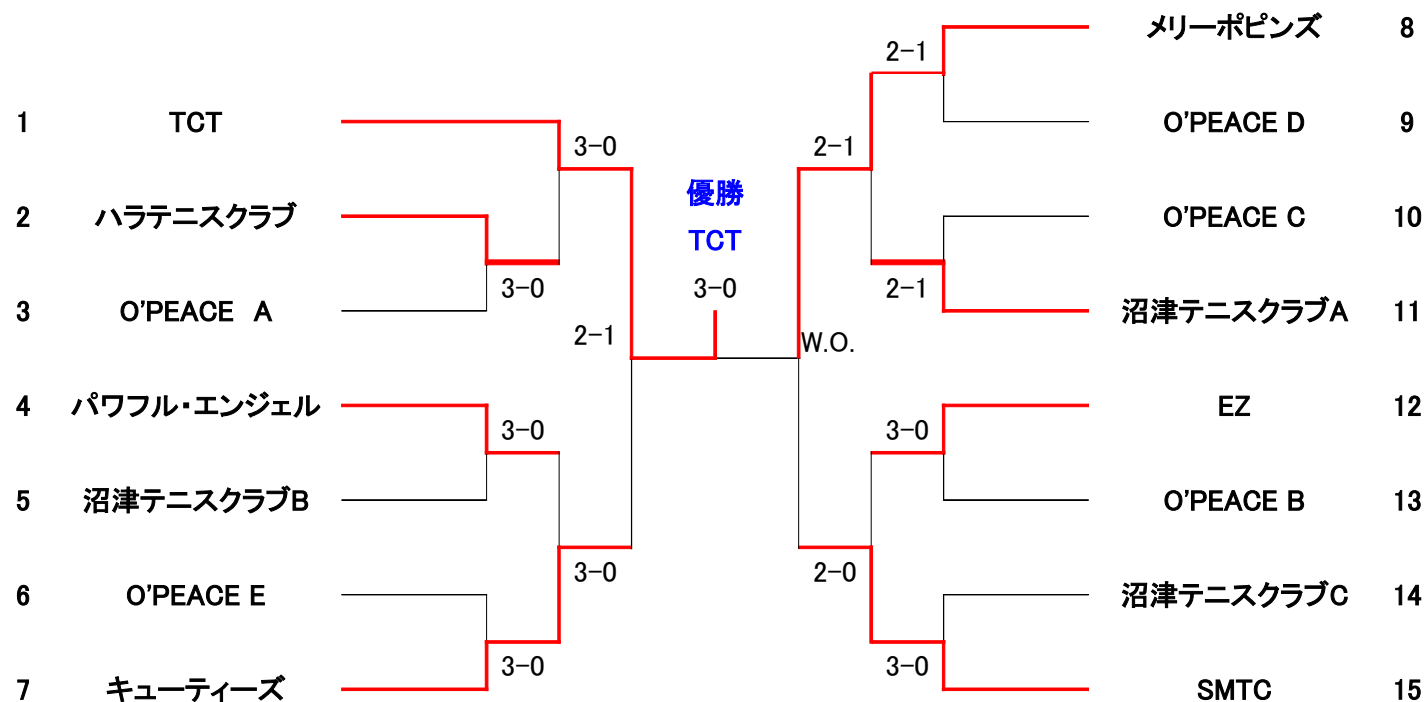 メリーポピンズ 8
2-1
1 TCT
O'PEACE D 9
3-0
2-1
優勝
2 ハラテニスクラブ
O'PEACE C 10
TCT
3-0
3-0
2-1
3 O'PEACE A
沼津テニスクラブA 11
2-1
W.O.
4 パワフル・エンジェル
EZ 12
3-0
3-0
5 沼津テニスクラブB
O'PEACE B 13
3-0
2-0
6 O'PEACE E
沼津テニスクラブC 14
3-0
3-0
7 キューティーズ
SMTC 15